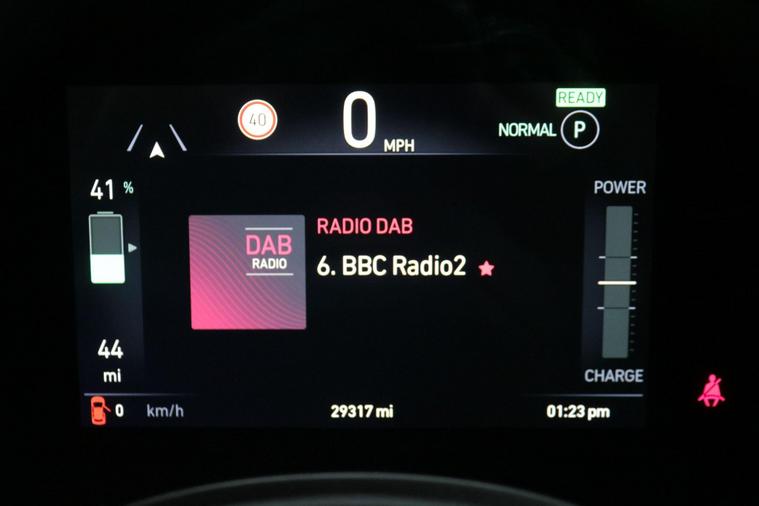 READY
40
0 MPH
NORMAL P
41 %
POWER
DAB
RADIO
RADIO DAB
6. BBC Radio2
44
mi
CHARGE
0 km/h
29317 mi
01:23 pm